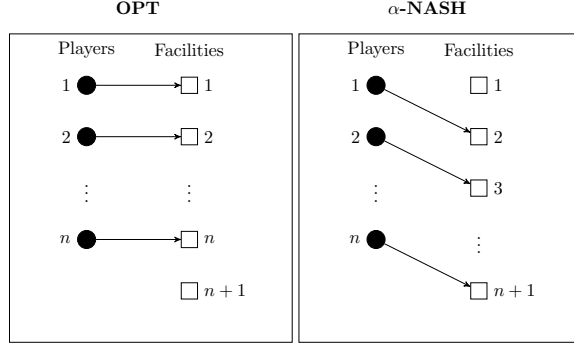 OPT
Players Facilities
1 1
2 2
⋮ ⋮
n n
n + 1
α-NASH
Players Facilities
1 1
2 2
3
⋮
n ⋮
n + 1